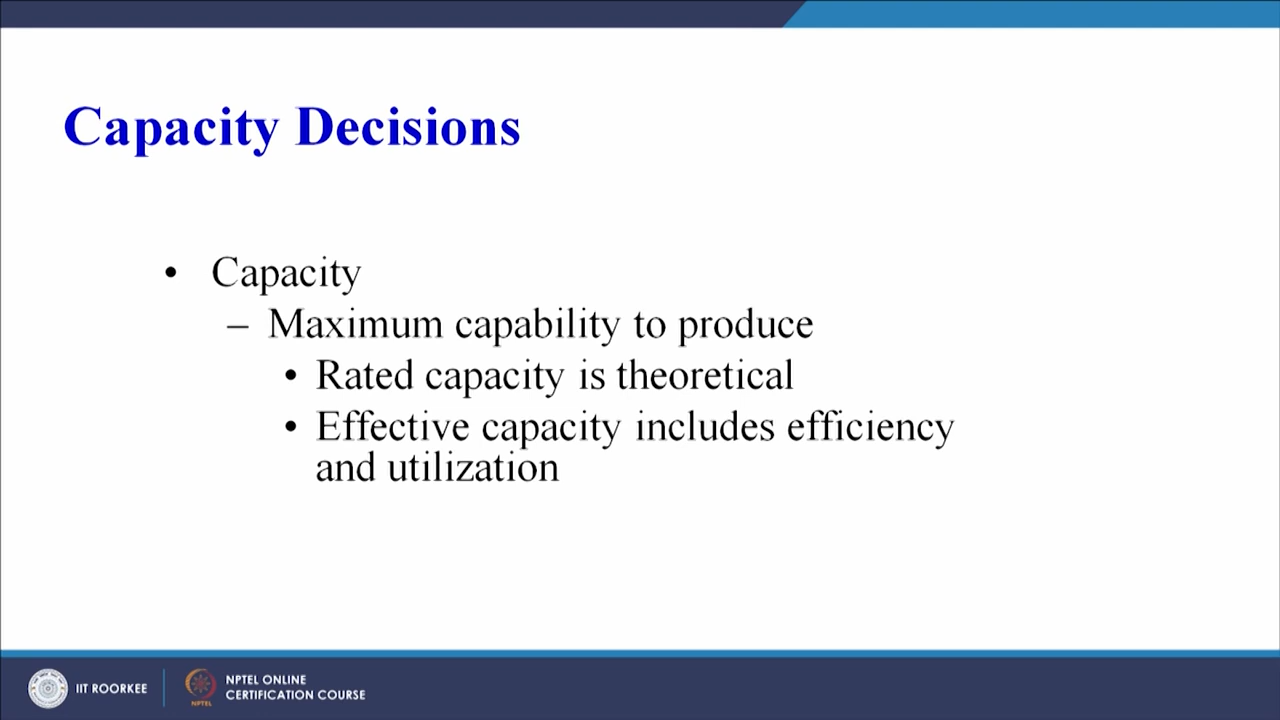 Capacity Decisions
• Capacity
– Maximum capability to produce
• Rated capacity is theoretical
• Effective capacity includes efficiency
and utilization
IIT ROORKEE
NPTEL
NPTEL ONLINE
CERTIFICATION COURSE